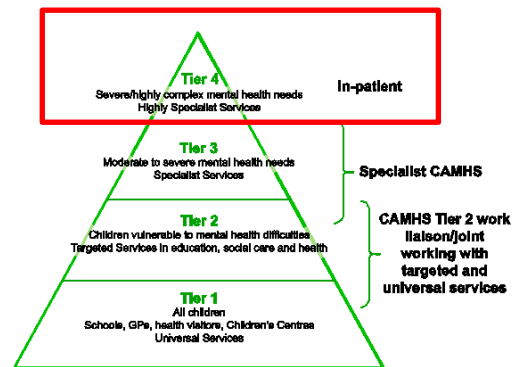 Tier 4
Severe/highly complex mental health needs
Highly Specialist Services
In-patient
Tier 3
Moderate to severe mental health needs
Specialist Services
Specialist CAMHS
Tier 2
Children vulnerable to mental health difficulties
Targeted Services in education, social care and health
CAMHS Tier 2 work
liaison/joint
working with
targeted and
universal services
Tier 1
All children
Schools, GPs, health visitors, Children's Centres
Universal Services